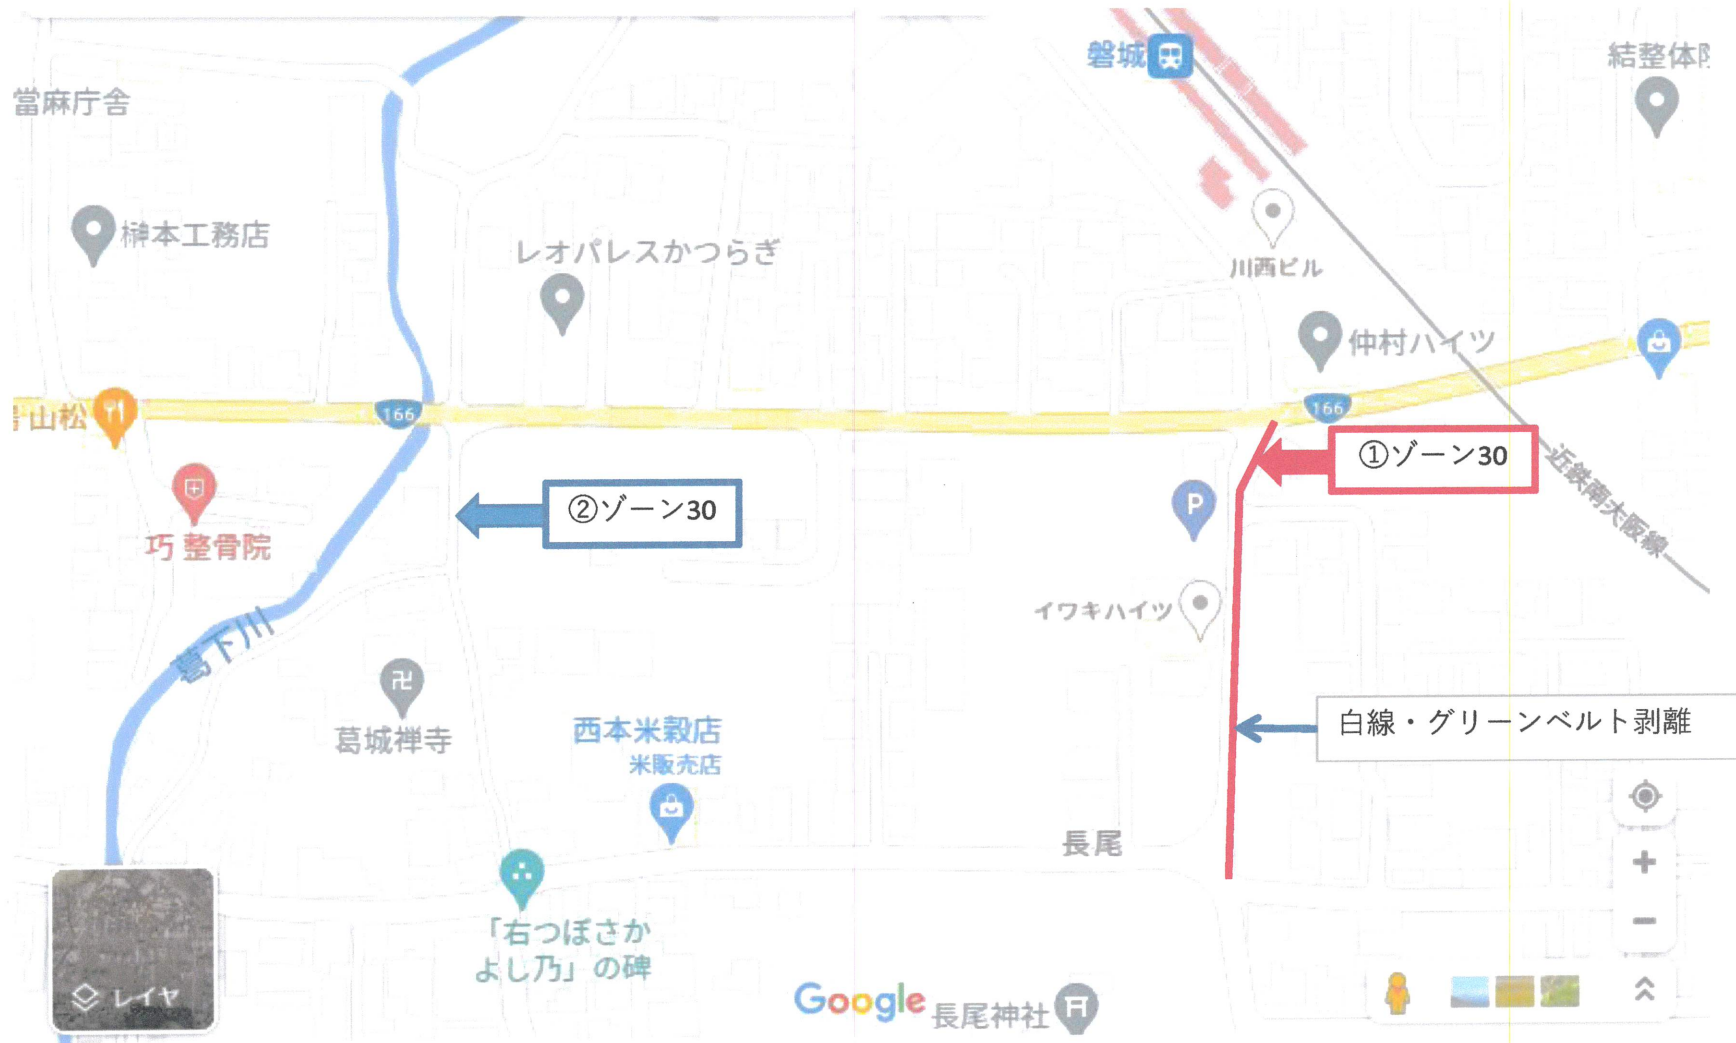 磐城
結整体院
當麻庁舎
榊本工務店
レオパレスかつらぎ
川西ビル
仲村ハイツ
166
166
山松
①ゾーン30
②ゾーン30
P
近鉄南大阪線
巧 整骨院
イワキハイツ
葛下川
卍
葛城禅寺
西本米穀店
米販売店
白線・グリーンベルト剥離
長尾
「右つぼさか
よし乃」の碑
レイヤ
Google
長尾神社